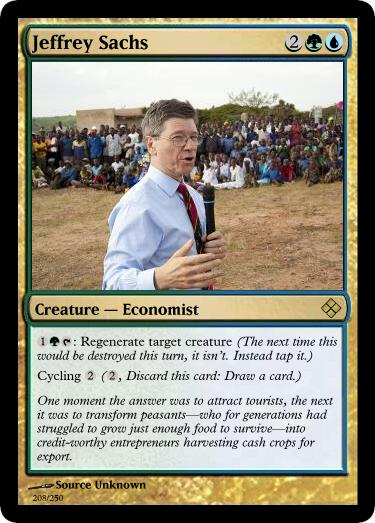 Jeffrey Sachs 2
Creature — Economist
1 : Regenerate target creature (The next time this
would be destroyed this turn, it isn't. Instead tap it.)
Cycling 2 (2, Discard this card: Draw a card.)
One moment the answer was to attract tourists, the next
it was to transform peasants—who for generations had
struggled to grow just enough food to survive—into
credit-worthy entrepreneurs harvesting cash crops for
export.
Source Unknown
208/250